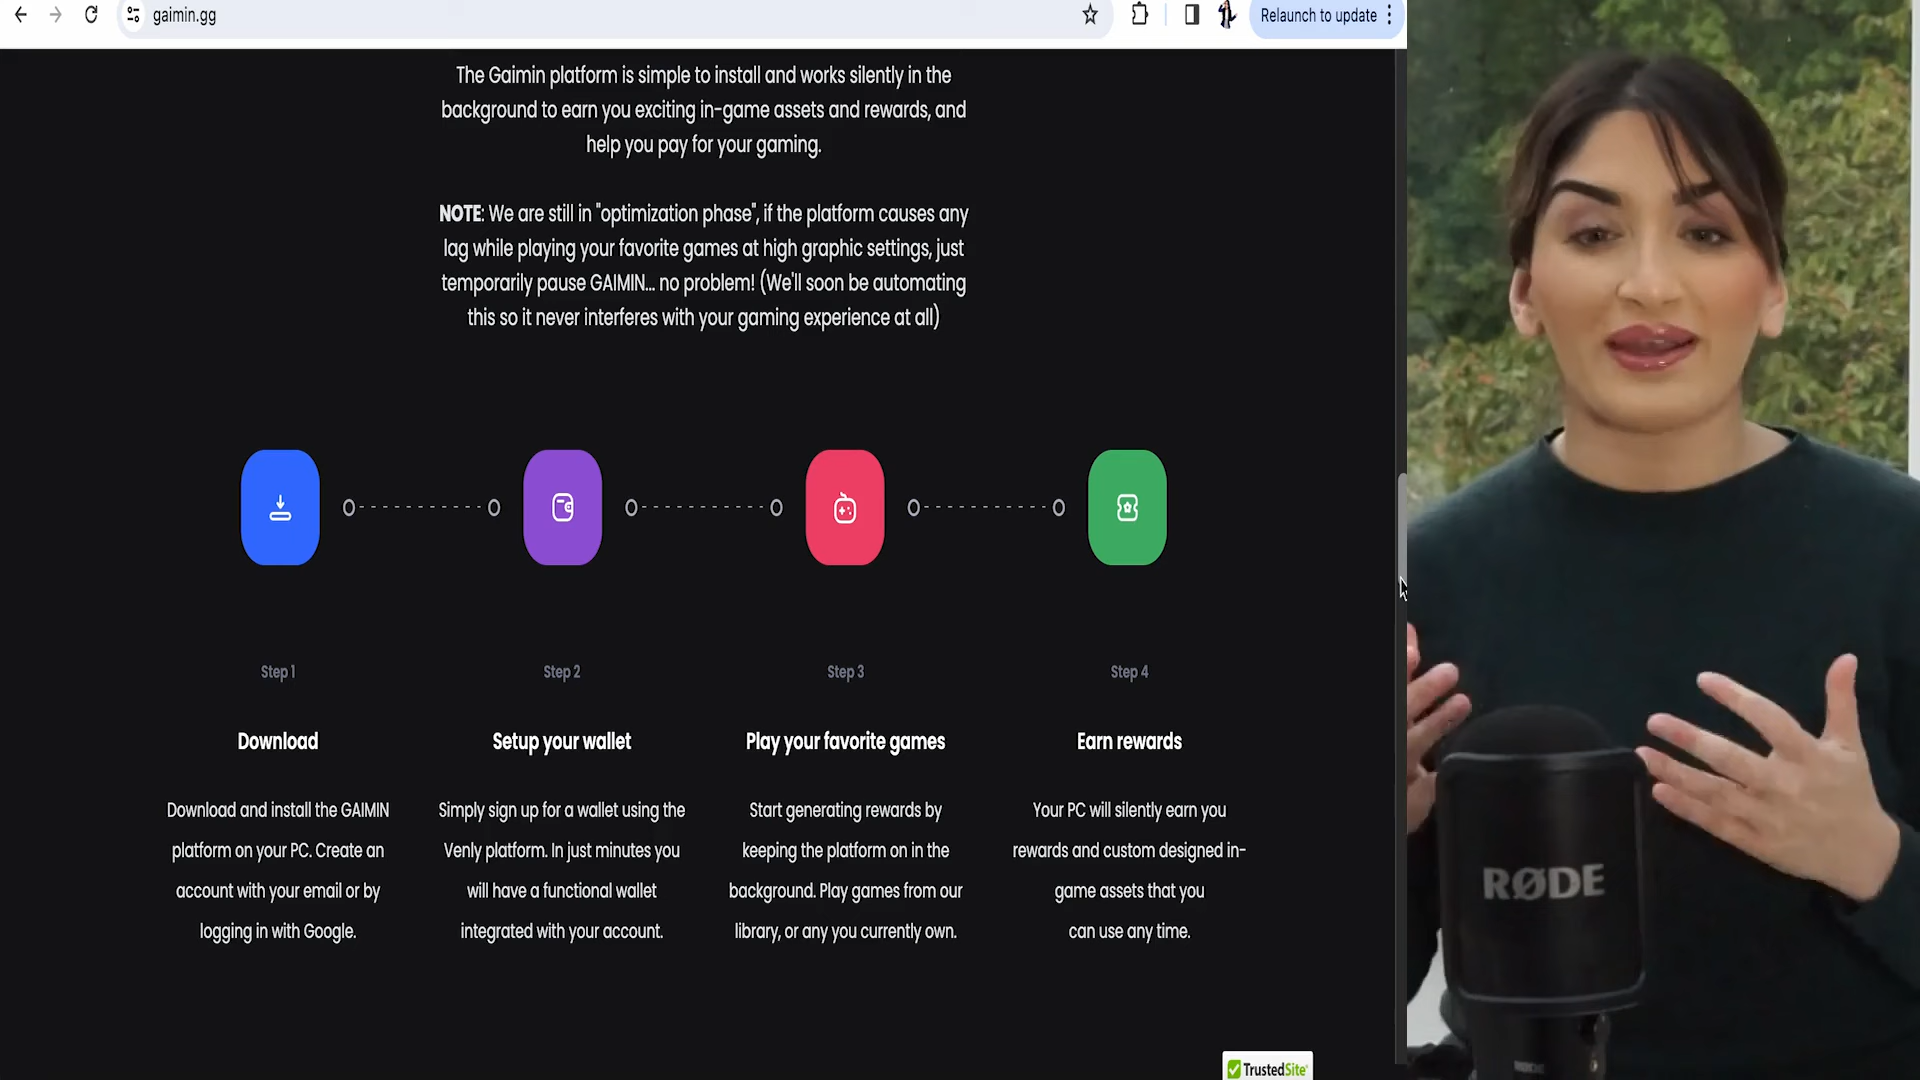 gaimin.gg
Relaunch to update
The Gaimin platform is simple to install and works silently in the
background to earn you exciting in-game assets and rewards, and
help you pay for your gaming.
NOTE: We are still in "optimization phase", if the platform causes any
lag while playing your favorite games at high graphic settings, just
temporarily pause GAIMIN... no problem! (We'll soon be automating
this so it never interferes with your gaming experience at all)
Step 1
Download
Download and install the GAIMIN
platform on your PC. Create an
account with your email or by
logging in with Google.
Step 2
Setup your wallet
Simply sign up for a wallet using the
Venly platform. In just minutes you
will have a functional wallet
integrated with your account.
Step 3
Play your favorite games
Start generating rewards by
keeping the platform on in the
background. Play games from our
library, or any you currently own.
Step 4
Earn rewards
Your PC will silently earn you
rewards and custom designed in-
game assets that you
can use any time.
TrustedSite
RØDE